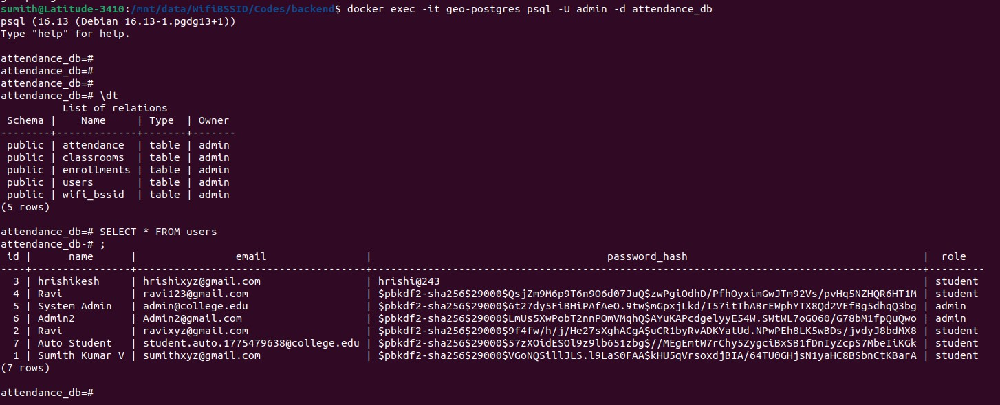 sumith@Latitude-3410:/mnt/data/WifiBSSID/Codes/backend$ docker exec -it geo-postgres psql -U admin -d attendance_db
psql (16.13 (Debian 16.13-1.pgdg13+1))
Type "help" for help.
attendance_db=#
attendance_db=#
attendance_db=#
attendance_db=# \dt
          List of relations
 Schema |    Name     | Type  | Owner
--------+-------------+-------+-------
 public | attendance  | table | admin
 public | classrooms  | table | admin
 public | enrollments | table | admin
 public | users       | table | admin
 public | wifi_bssid  | table | admin
(5 rows)
attendance_db=# SELECT * FROM users
attendance_db-# ;
 id |     name      |                email                |                                     password_hash                                       |  role
----+---------------+-------------------------------------+-----------------------------------------------------------------------------------------+---------
  3 | hrishikesh    | hrishixyz@gmail.com                 | hrishi@243                                                                              | student
  4 | Ravi          | ravi123@gmail.com                   | $pbkdf2-sha256$29000$QsjZm9M6p9T6n9O6d07JuQ$zwPgiOdhD/PfhOyximGwJTm92Vs/pvHq5NZHQR6HT1M | student
  5 | System Admin  | admin@college.edu                   | $pbkdf2-sha256$29000$6t27dy5FiBHiPAfAeO.9tw$mGpxjLkd/I57itThABrEWphYTX8Qd2VEfBg5dhqQ3bg | admin
  6 | Admin2        | Admin2@gmail.com                    | $pbkdf2-sha256$29000$LmUs5XwPobT2nnPOmVMqhQ$AYuKAPcdgelyyE54W.SWtWL7oGO60/G78bM1fpQuQwo | admin
  2 | Ravi          | ravixyz@gmail.com                   | $pbkdf2-sha256$29000$9f4fw/h/j/He27sXghACgA$uCR1byRvADKYatUd.NPwPEh8LK5wBDs/jvdyJ8bdMX8 | student
  7 | Auto Student  | student.auto.1775479638@college.edu | $pbkdf2-sha256$29000$57zXOidESOl9z9lb6S1zbg$//MEgEmtW7rChy5ZygciBxSB1fDnIyZcpS7MbeIiKGk | student
  1 | Sumith Kumar V | sumithxyz@gmail.com                 | $pbkdf2-sha256$29000$VGoNQSillJLS.l9LaS0FAA$kHU5qVrsoxdjBIA/64TU0GHjsN1yaHC8BSbnCtKBarA | student
(7 rows)
attendance_db=#